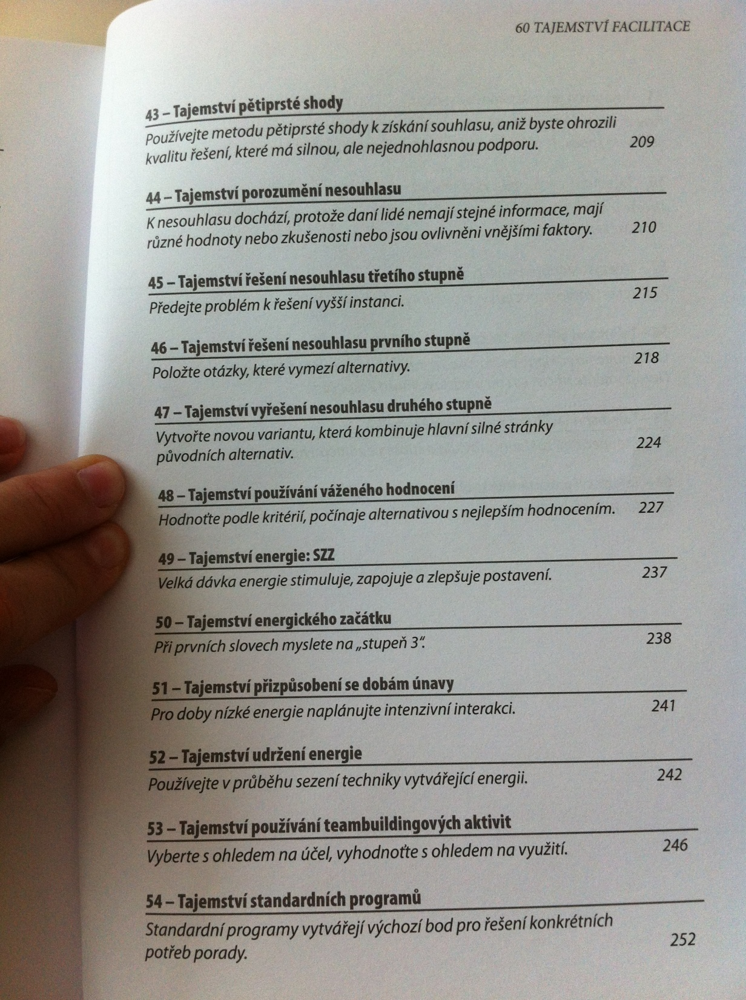 60 TAJEMSTVÍ FACILITACE
43 – Tajemství pětiprsté shody
Používejte metodu pětiprsté shody k získání souhlasu, aniž byste ohrozili
kvalitu řešení, které má silnou, ale nejednohlasnou podporu. 209
44 – Tajemství porozumění nesouhlasu
K nesouhlasu dochází, protože daní lidé nemají stejné informace, mají
různé hodnoty nebo zkušenosti nebo jsou ovlivněni vnějšími faktory. 210
45 – Tajemství řešení nesouhlasu třetího stupně
Předejte problém k řešení vyšší instanci. 215
46 – Tajemství řešení nesouhlasu prvního stupně
Položte otázky, které vymezí alternativy. 218
47 – Tajemství vyřešení nesouhlasu druhého stupně
Vytvořte novou variantu, která kombinuje hlavní silné stránky
původních alternativ. 224
48 – Tajemství používání váženého hodnocení
Hodnoťte podle kritérií, počínaje alternativou s nejlepším hodnocením. 227
49 – Tajemství energie: SZZ
Velká dávka energie stimuluje, zapojuje a zlepšuje postavení. 237
50 – Tajemství energického začátku
Při prvních slovech myslete na „stupeň 3“. 238
51 – Tajemství přizpůsobení se dobám únavy
Pro doby nízké energie naplánujte intenzivní interakci. 241
52 – Tajemství udržení energie
Používejte v průběhu sezení techniky vytvářející energii. 242
53 – Tajemství používání teambuildingových aktivit
Vyberte s ohledem na účel, vyhodnoťte s ohledem na využití. 246
54 – Tajemství standardních programů
Standardní programy vytvářejí výchozí bod pro řešení konkrétních
potřeb porady. 252